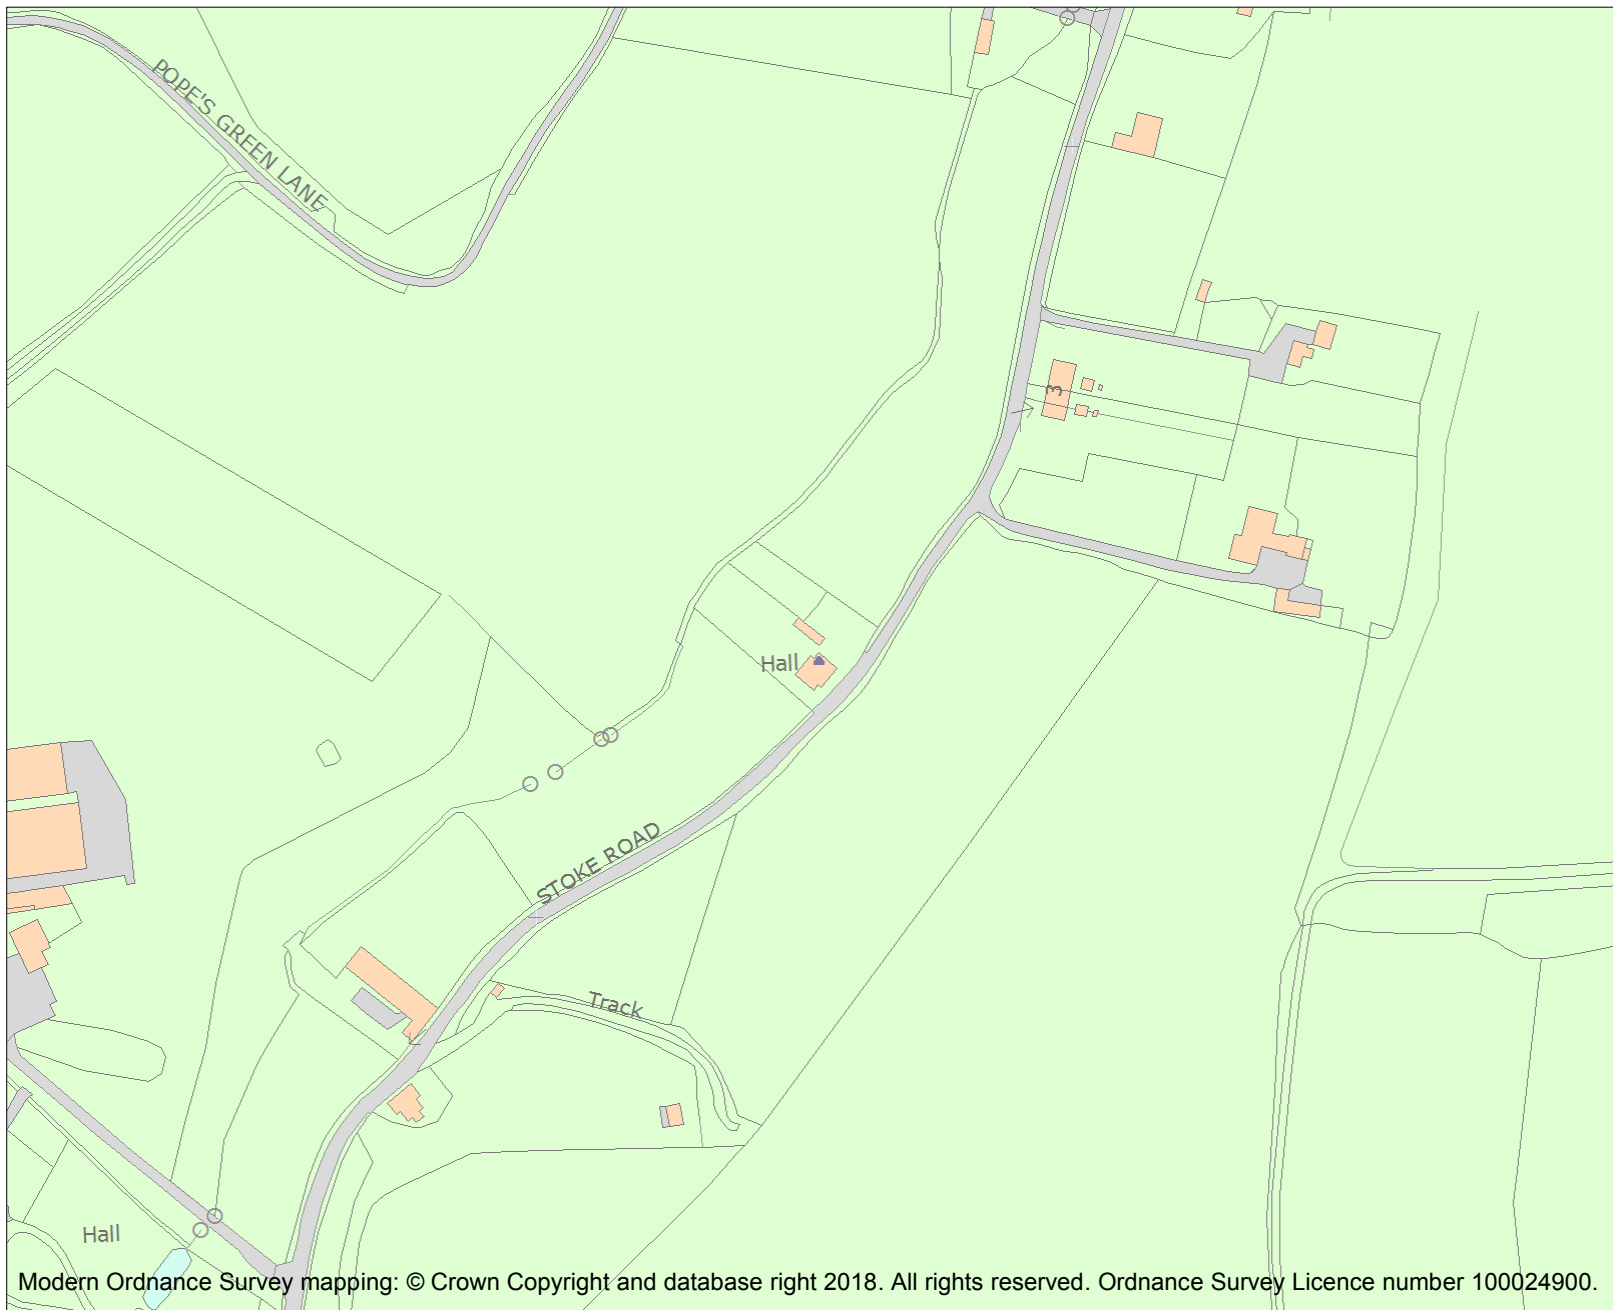 POPE'S GREEN LANE
3
Hall
STOKE ROAD
Track
Hall
Modern Ordnance Survey mapping: © Crown Copyright and database right 2018. All rights reserved. Ordnance Survey Licence number 100024900.